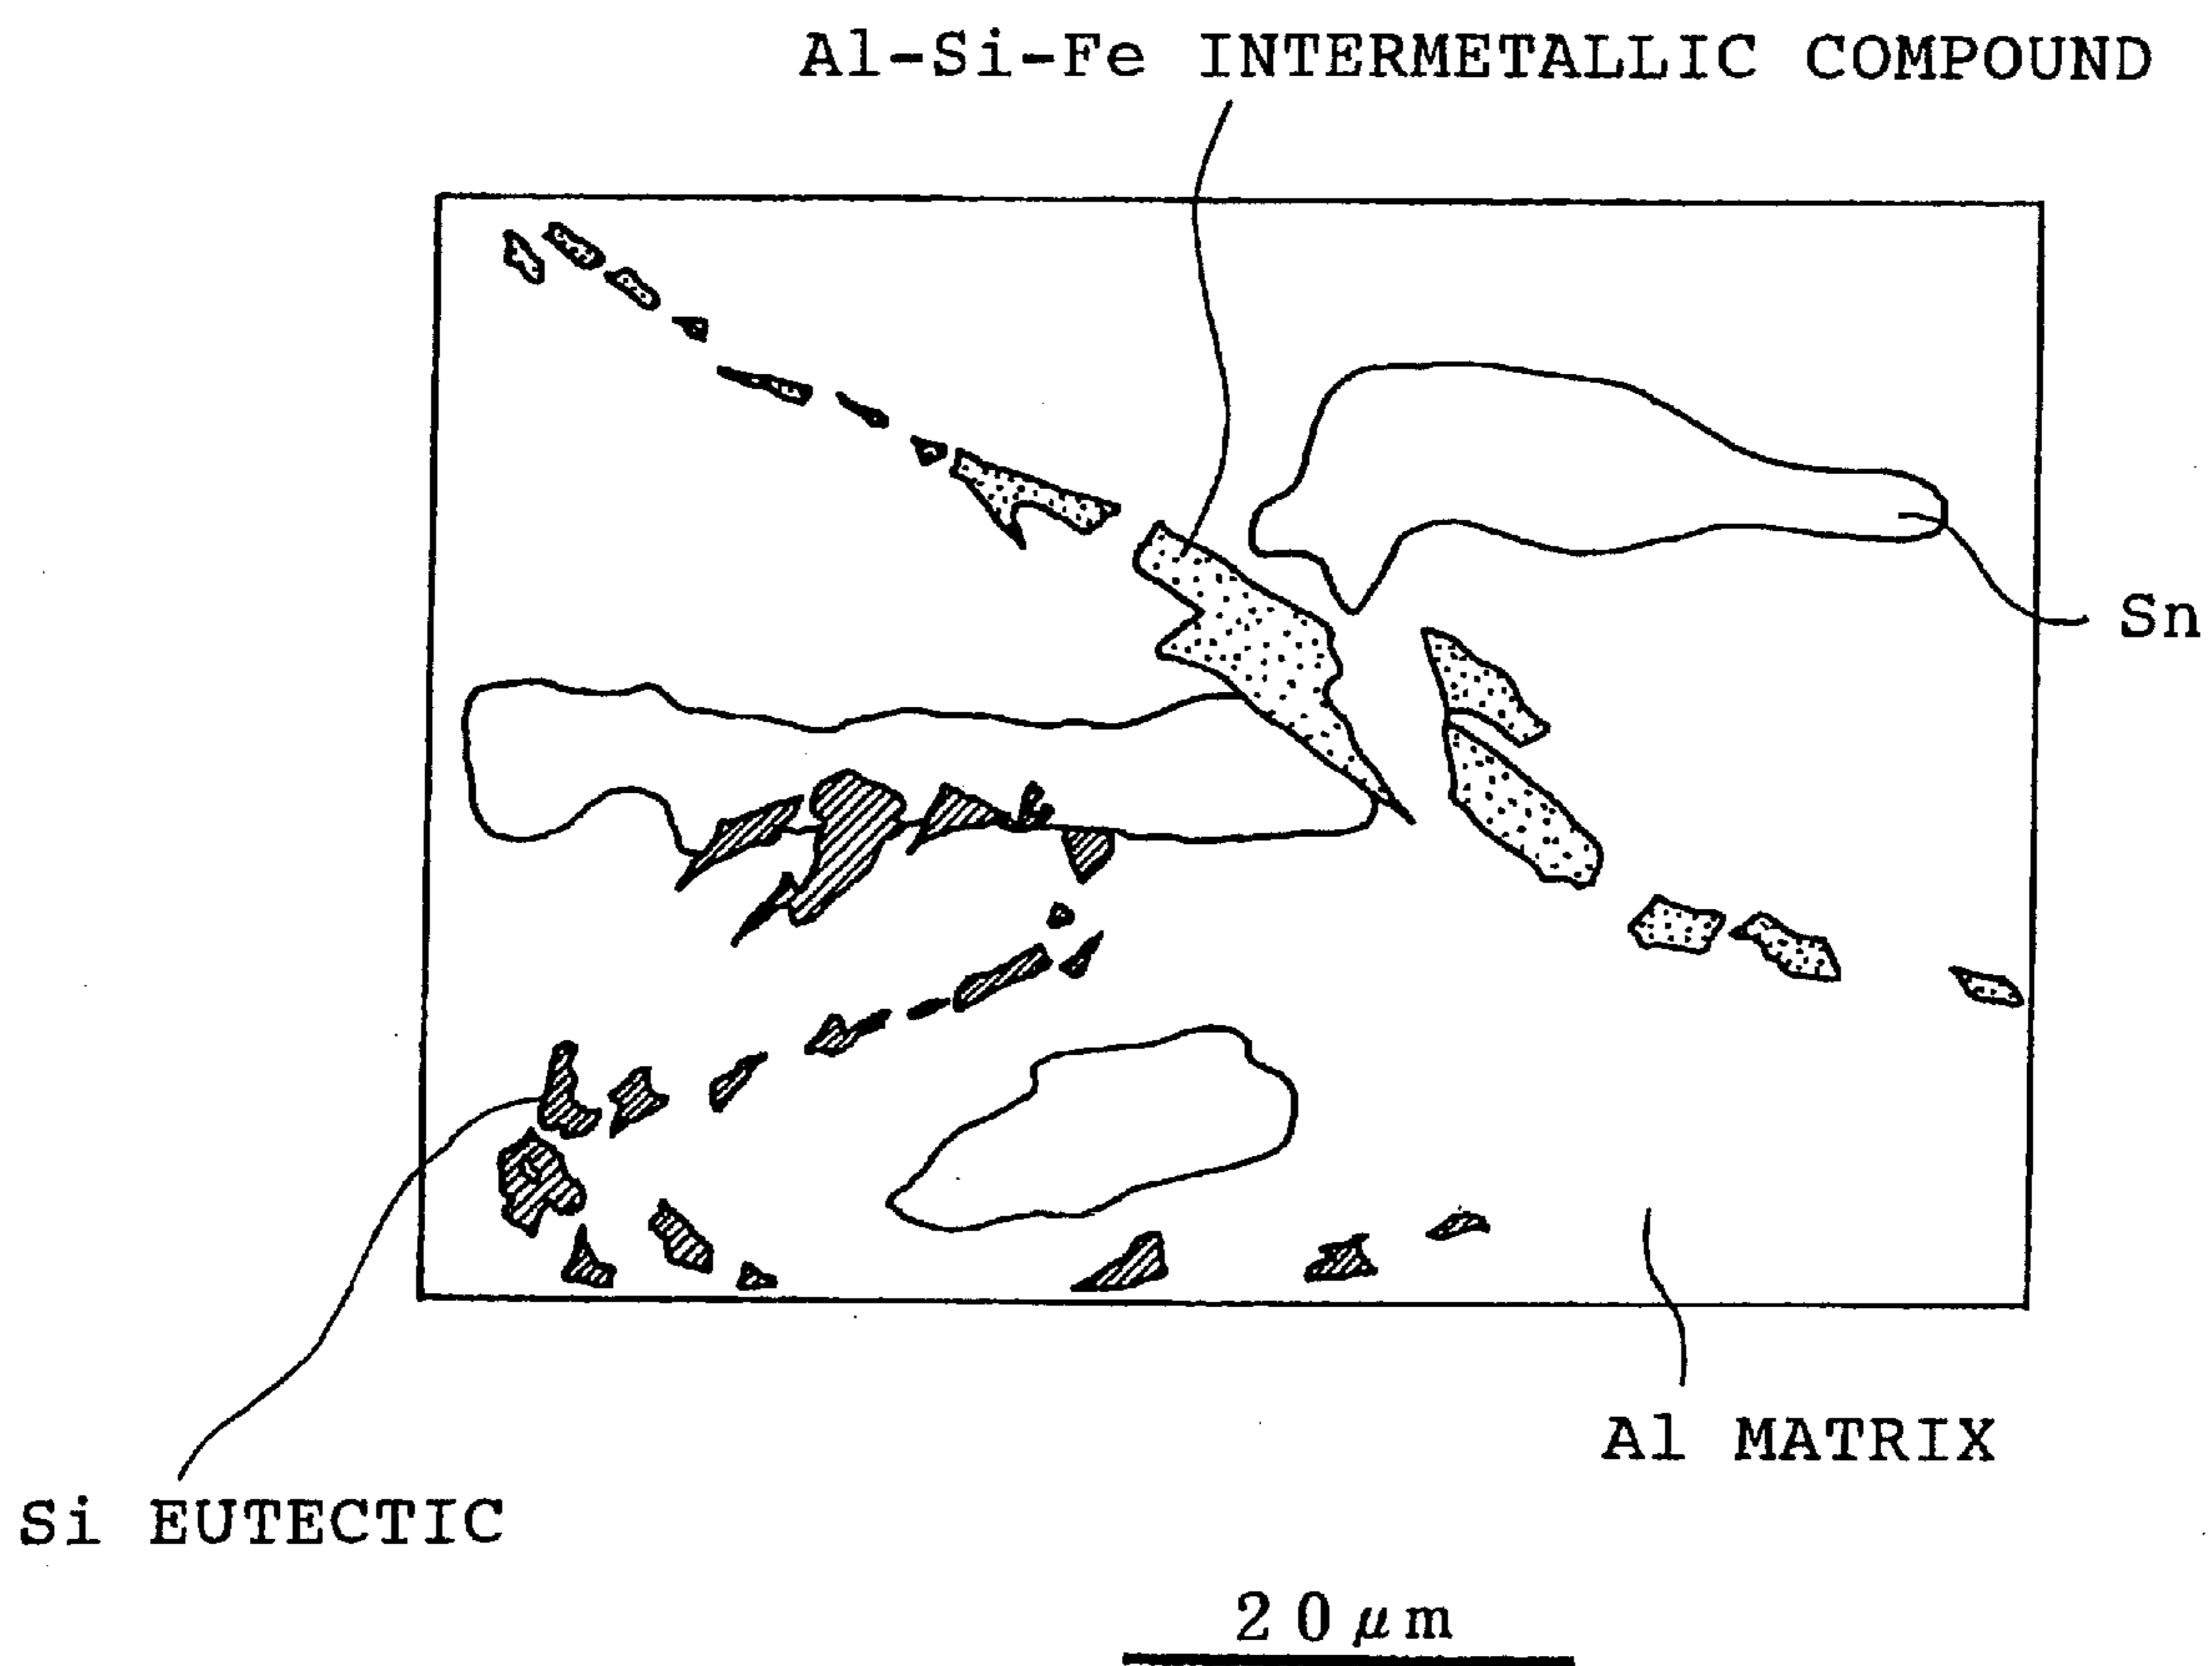 Al-Si-Fe INTERMETALLIC COMPOUND
Sn
Al MATRIX
Si EUTECTIC
20μm